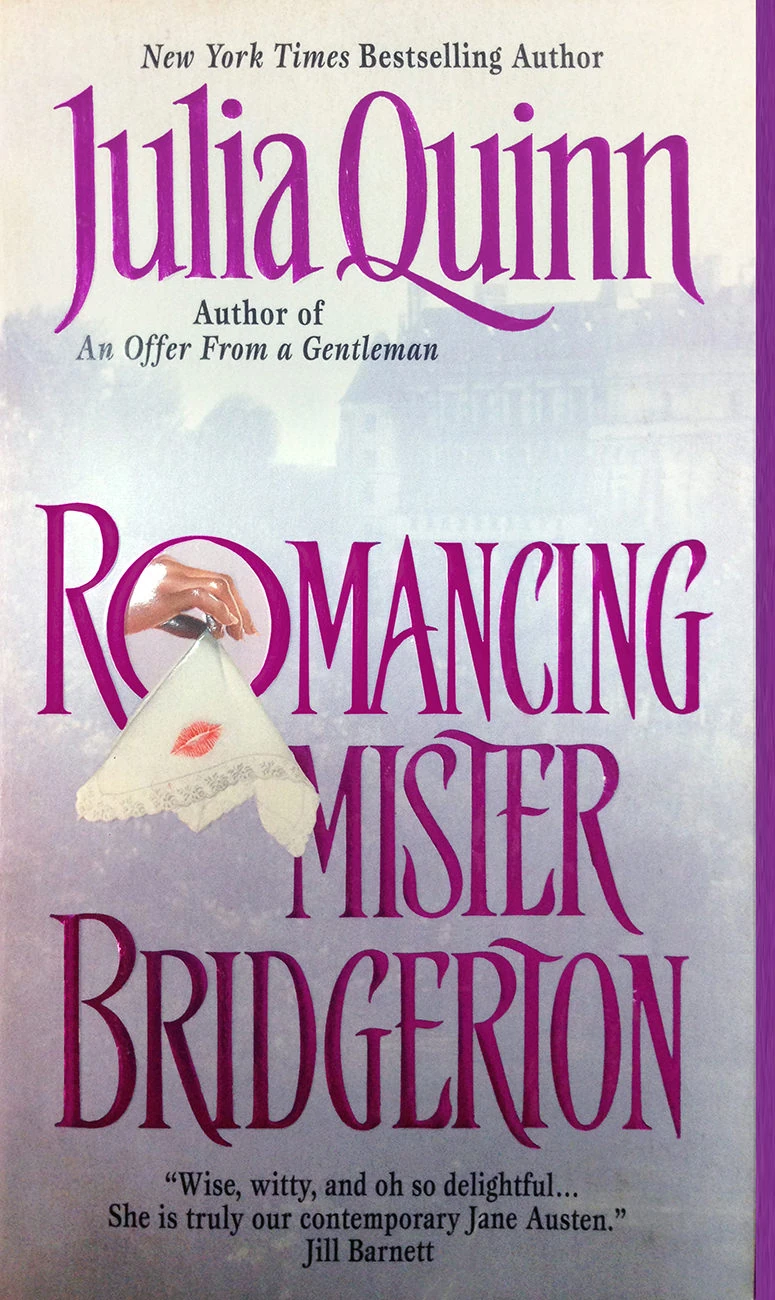 New York Times Bestselling Author
Julia Quinn
Author of
An Offer From a Gentleman
ROMANCING
MISTER
BRIDGERTON
“Wise, witty, and oh so delightful...
She is truly our contemporary Jane Austen.”
Jill Barnett